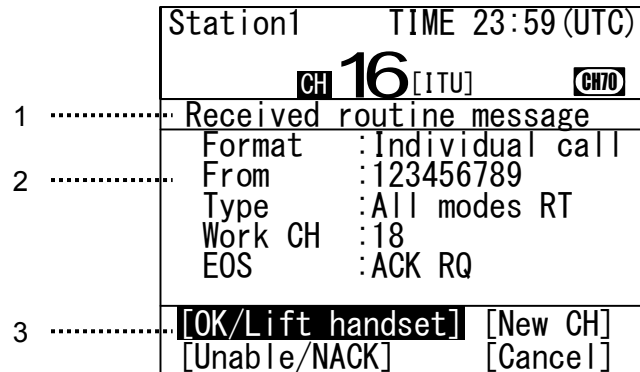 Station1 TIME 23:59(UTC)
CH 16 [ITU] CH70
1 Received routine message
Format :Individual call
2 From :123456789
Type :All modes RT
Work CH :18
EOS :ACK RQ
3 [OK/Lift handset] [New CH]
[Unable/NACK] [Cancel]